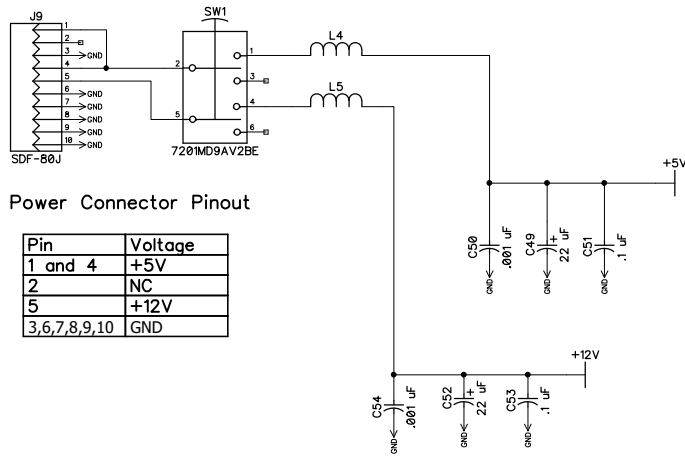 J9
1
2
3
GND
4
5
6
GND
7
GND
8
GND
9
GND
10
GND
SDF-80J
SW1
2
5
1
3
4
6
7201MD9AV2BE
L4
L5
+5V
C50
.001 uF
GND
C49
+
22 uF
GND
C51
.1 uF
GND
Power Connector Pinout
Pin Voltage
1 and 4 +5V
2 NC
5 +12V
3,6,7,8,9,10 GND
+12V
C54
.001 uF
GND
C52
+
22 uF
GND
C53
.1 uF
GND